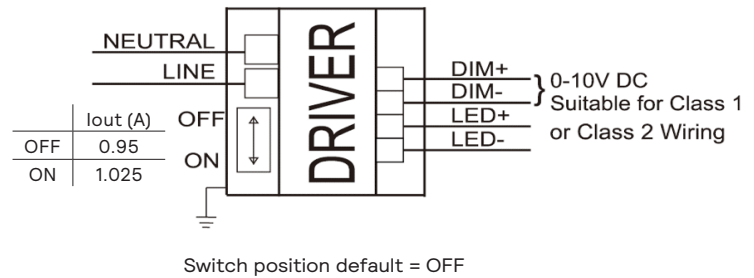 NEUTRAL
LINE
DRIVER
DIM+
DIM-
LED+
LED-
0-10V DC
Suitable for Class 1
or Class 2 Wiring
OFF
ON
Iout (A)
OFF 0.95
ON 1.025
Switch position default = OFF